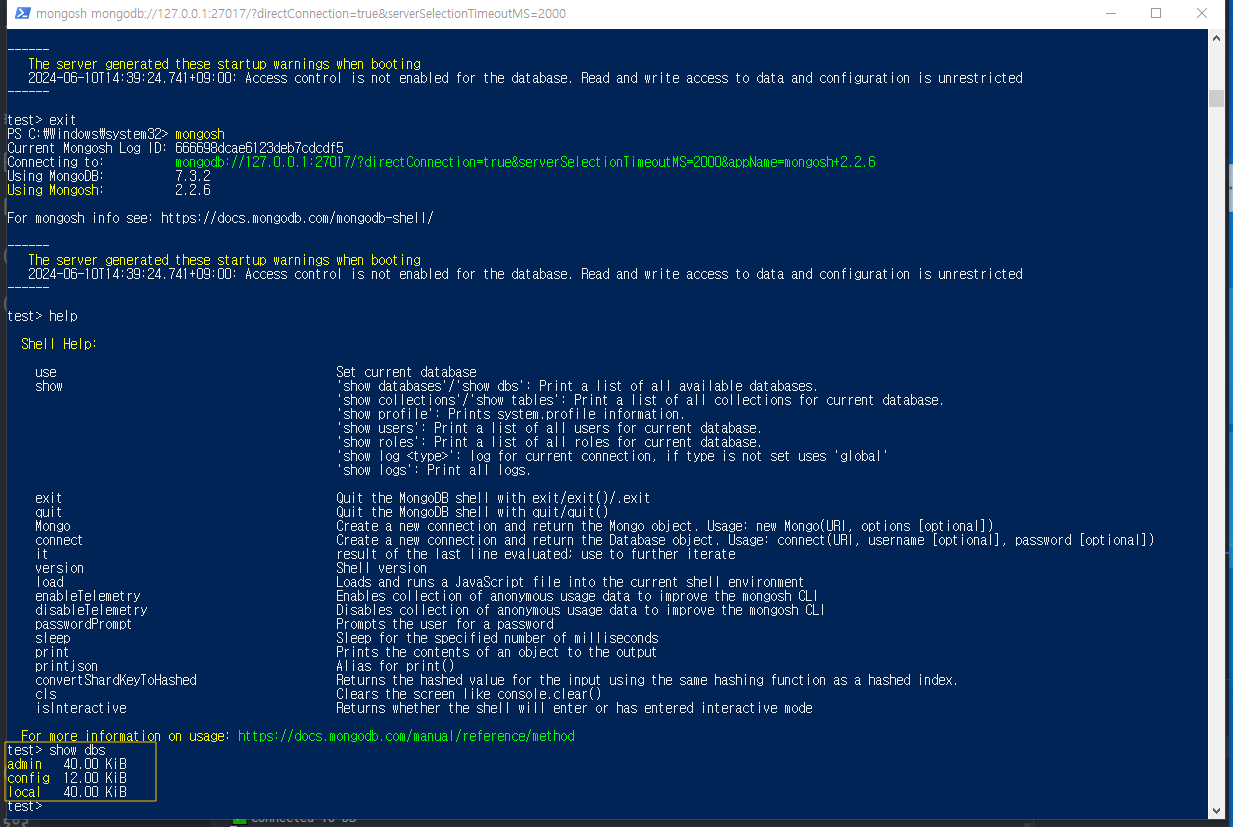 mongosh mongodb://127.0.0.1:27017/?directConnection=true&serverSelectionTimeoutMS=2000
------
The server generated these startup warnings when booting
2024-06-10T14:39:24.741+09:00: Access control is not enabled for the database. Read and write access to data and configuration is unrestricted
------
test> exit
PS C:₩Windows₩system32> mongosh
Current Mongosh Log ID: 666698dcae6123deb7cdcdf5
Connecting to: mongodb://127.0.0.1:27017/?directConnection=true&serverSelectionTimeoutMS=2000&appName=mongosh+2.2.6
Using MongoDB: 7.3.2
Using Mongosh: 2.2.6
For mongosh info see: https://docs.mongodb.com/mongodb-shell/
------
The server generated these startup warnings when booting
2024-06-10T14:39:24.741+09:00: Access control is not enabled for the database. Read and write access to data and configuration is unrestricted
------
test> help
Shell Help:
use Set current database
show 'show databases'/'show dbs': Print a list of all available databases.
'show collections'/'show tables': Print a list of all collections for current database.
'show profile': Prints system.profile information.
'show users': Print a list of all users for current database.
'show roles': Print a list of all roles for current database.
'show log <type>': log for current connection, if type is not set uses 'global'
'show logs': Print all logs.
exit Quit the MongoDB shell with exit/exit()/.exit
quit Quit the MongoDB shell with quit/quit()
Mongo Create a new connection and return the Mongo object. Usage: new Mongo(URI, options [optional])
connect Create a new connection and return the Database object. Usage: connect(URI, username [optional], password [optional])
it result of the last line evaluated; use to further iterate
version Shell version
load Loads and runs a JavaScript file into the current shell environment
enableTelemetry Enables collection of anonymous usage data to improve the mongosh CLI
disableTelemetry Disables collection of anonymous usage data to improve the mongosh CLI
passwordPrompt Prompts the user for a password
sleep Sleep for the specified number of milliseconds
print Prints the contents of an object to the output
printjson Alias for print()
convertShardKeyToHashed Returns the hashed value for the input using the same hashing function as a hashed index.
cls Clears the screen like console.clear()
isInteractive Returns whether the shell will enter or has entered interactive mode
For more information on usage: https://docs.mongodb.com/manual/reference/method
test> show dbs
admin 40.00 KiB
config 12.00 KiB
local 40.00 KiB
test>
Connected To DB